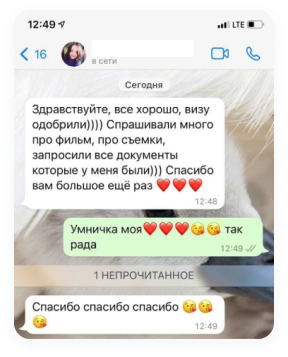 12:49
LTE
16
в сети
Сегодня
Здравствуйте, все хорошо, визу
одобрили)))) Спрашивали много
про фильм, про съемки,
запросили все документы
которые у меня были))) Спасибо
вам большое ещё раз ❤️❤️❤️
12:48
Умничка моя❤️❤️❤️😘😘 так
рада
12:49
1 НЕПРОЧИТАННОЕ
Спасибо спасибо спасибо 😘😘
😘
12:49